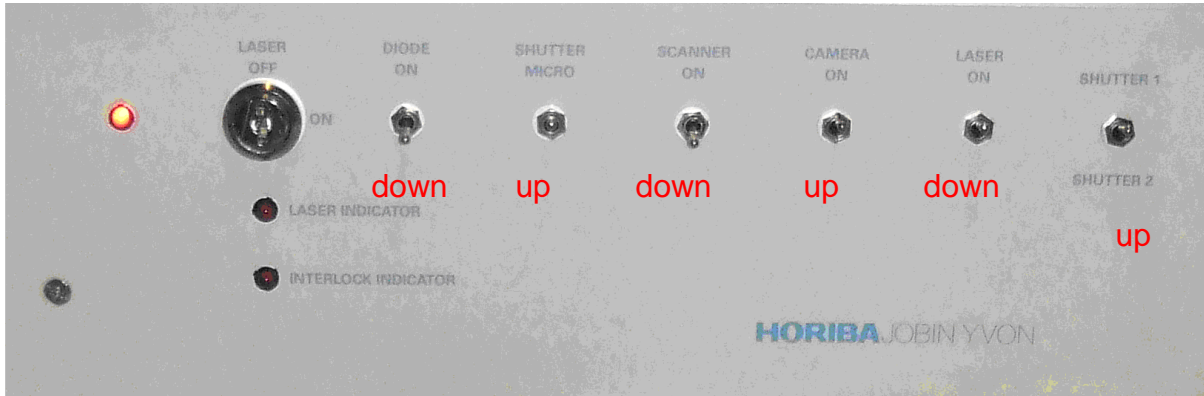 LASER OFF
DIODE ON
SHUTTER MICRO
SCANNER ON
CAMERA ON
LASER ON
SHUTTER 1
ON
down
up
down
up
down
SHUTTER 2
up
LASER INDICATOR
INTERLOCK INDICATOR
HORIBA JOBIN YVON